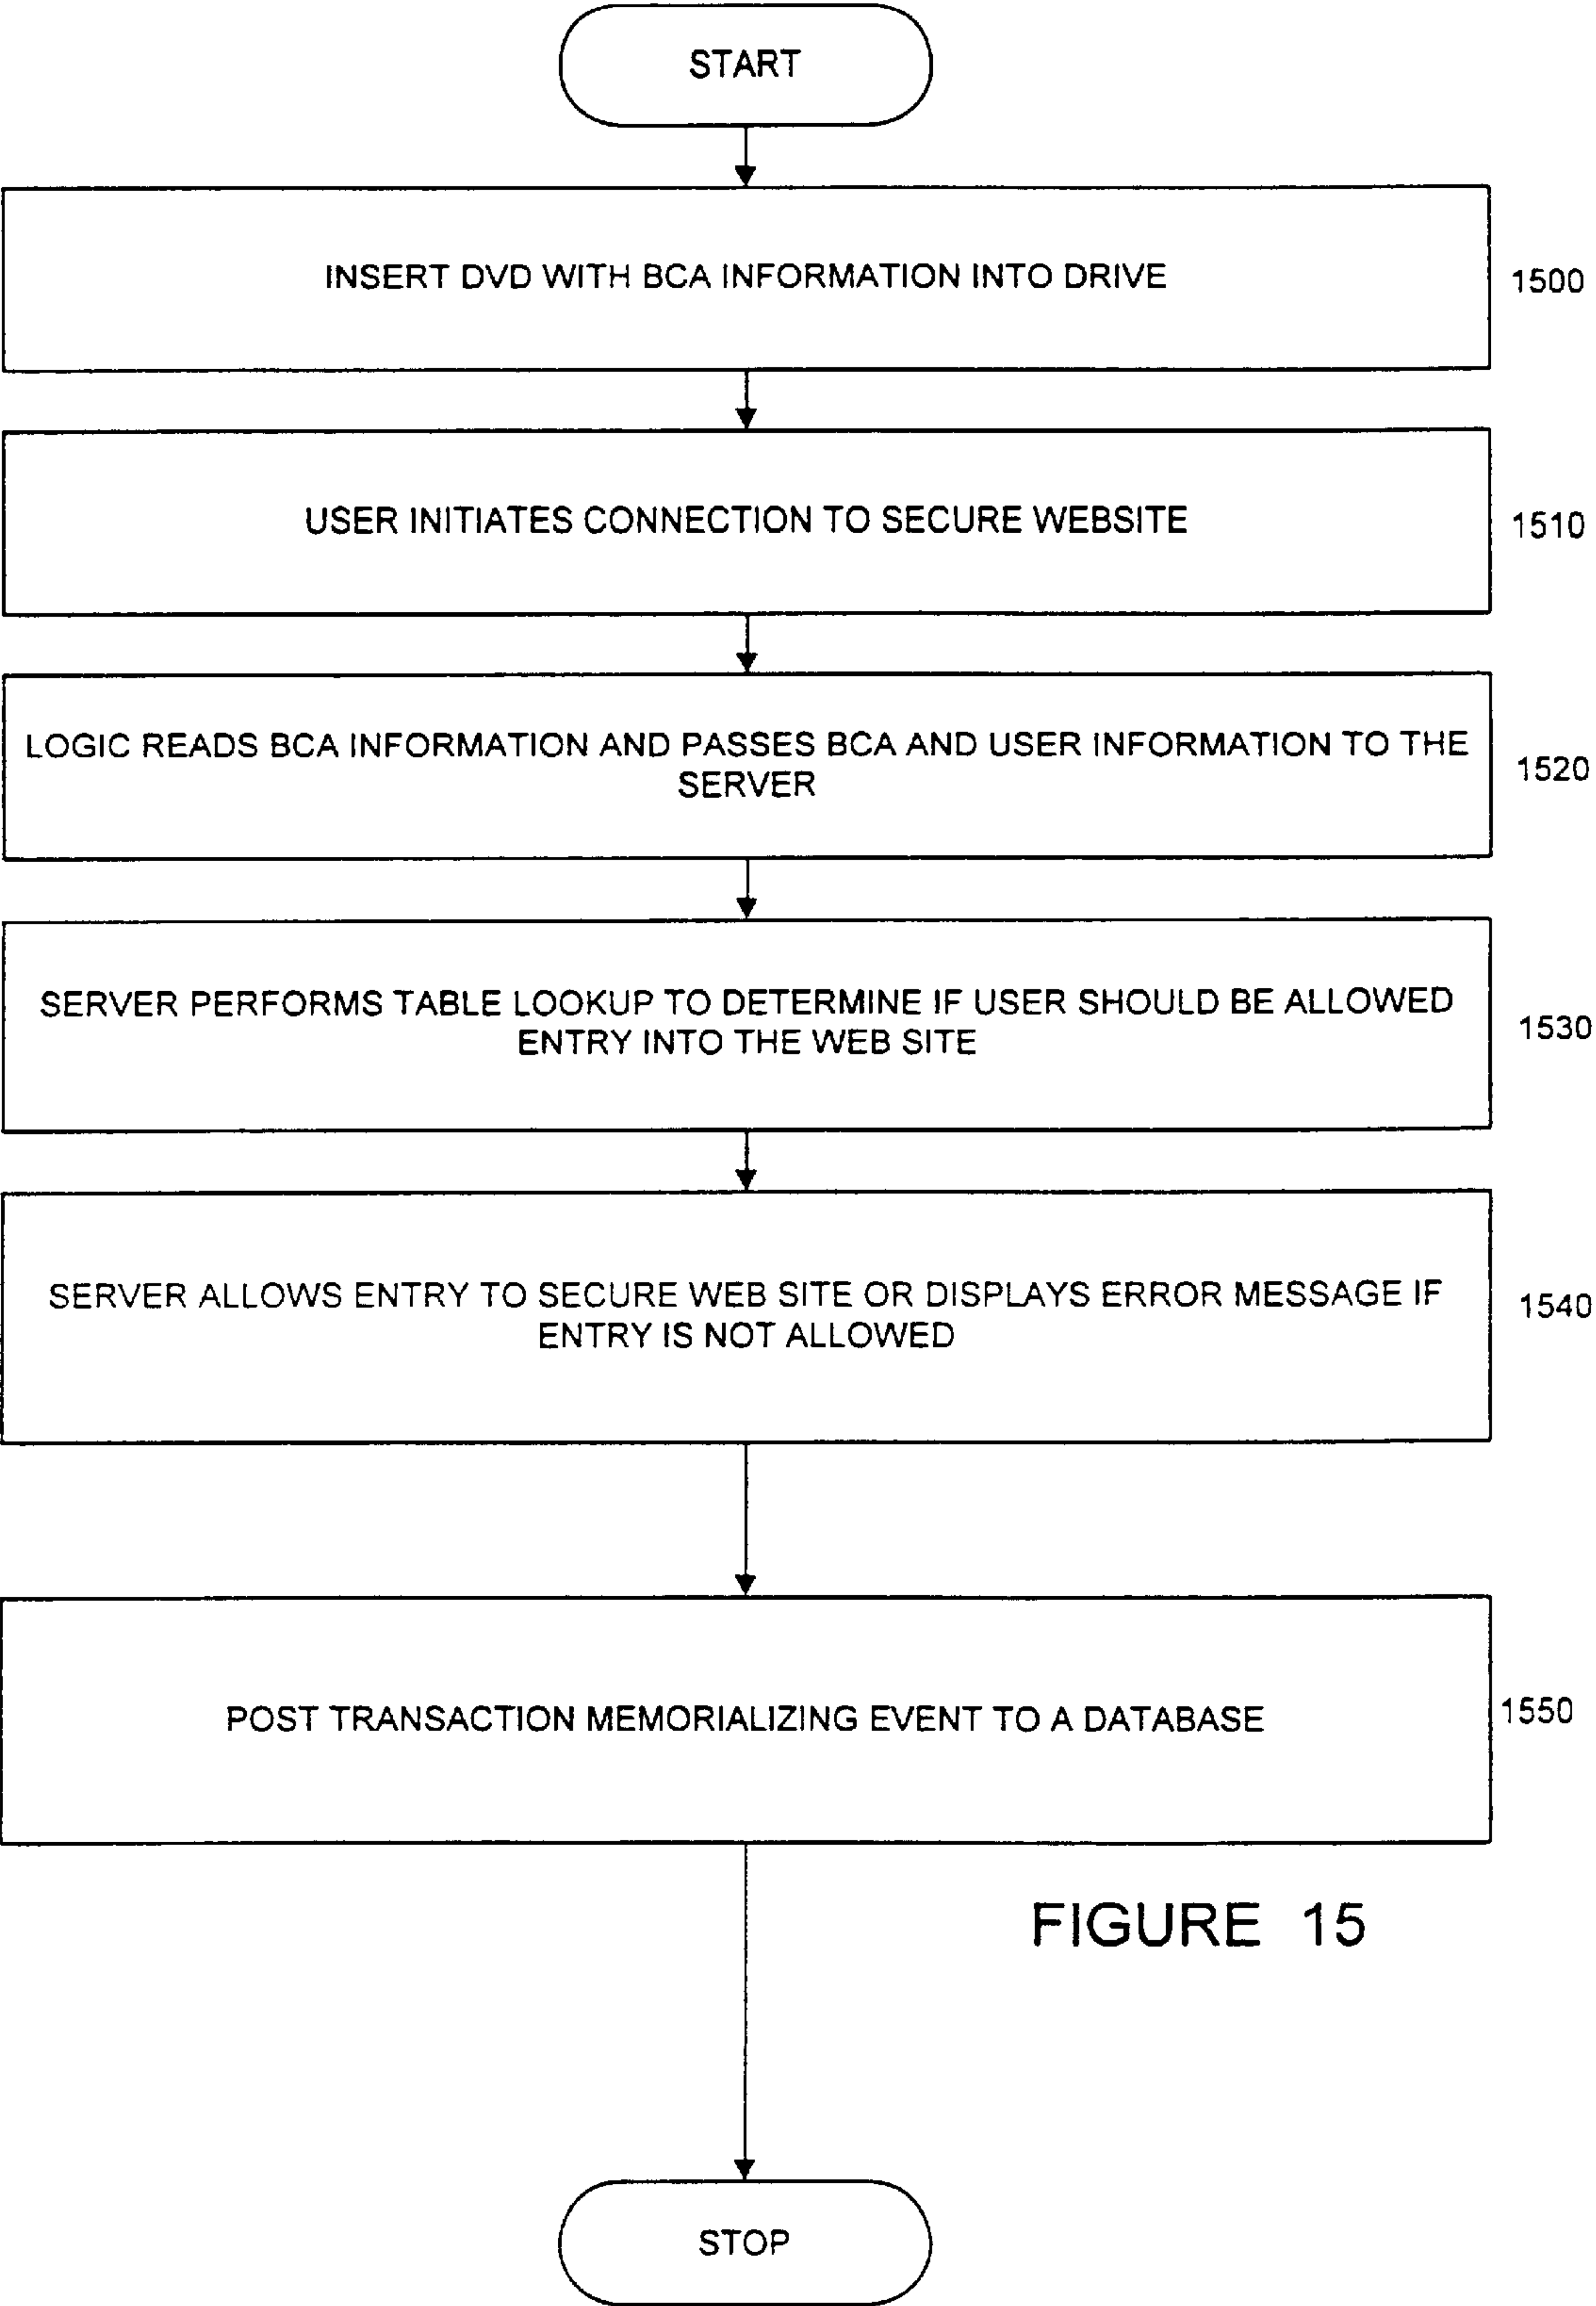 START
INSERT DVD WITH BCA INFORMATION INTO DRIVE
1500
USER INITIATES CONNECTION TO SECURE WEBSITE
1510
LOGIC READS BCA INFORMATION AND PASSES BCA AND USER INFORMATION TO THE
SERVER
1520
SERVER PERFORMS TABLE LOOKUP TO DETERMINE IF USER SHOULD BE ALLOWED
ENTRY INTO THE WEB SITE
1530
SERVER ALLOWS ENTRY TO SECURE WEB SITE OR DISPLAYS ERROR MESSAGE IF
ENTRY IS NOT ALLOWED
1540
POST TRANSACTION MEMORIALIZING EVENT TO A DATABASE
1550
FIGURE 15
STOP